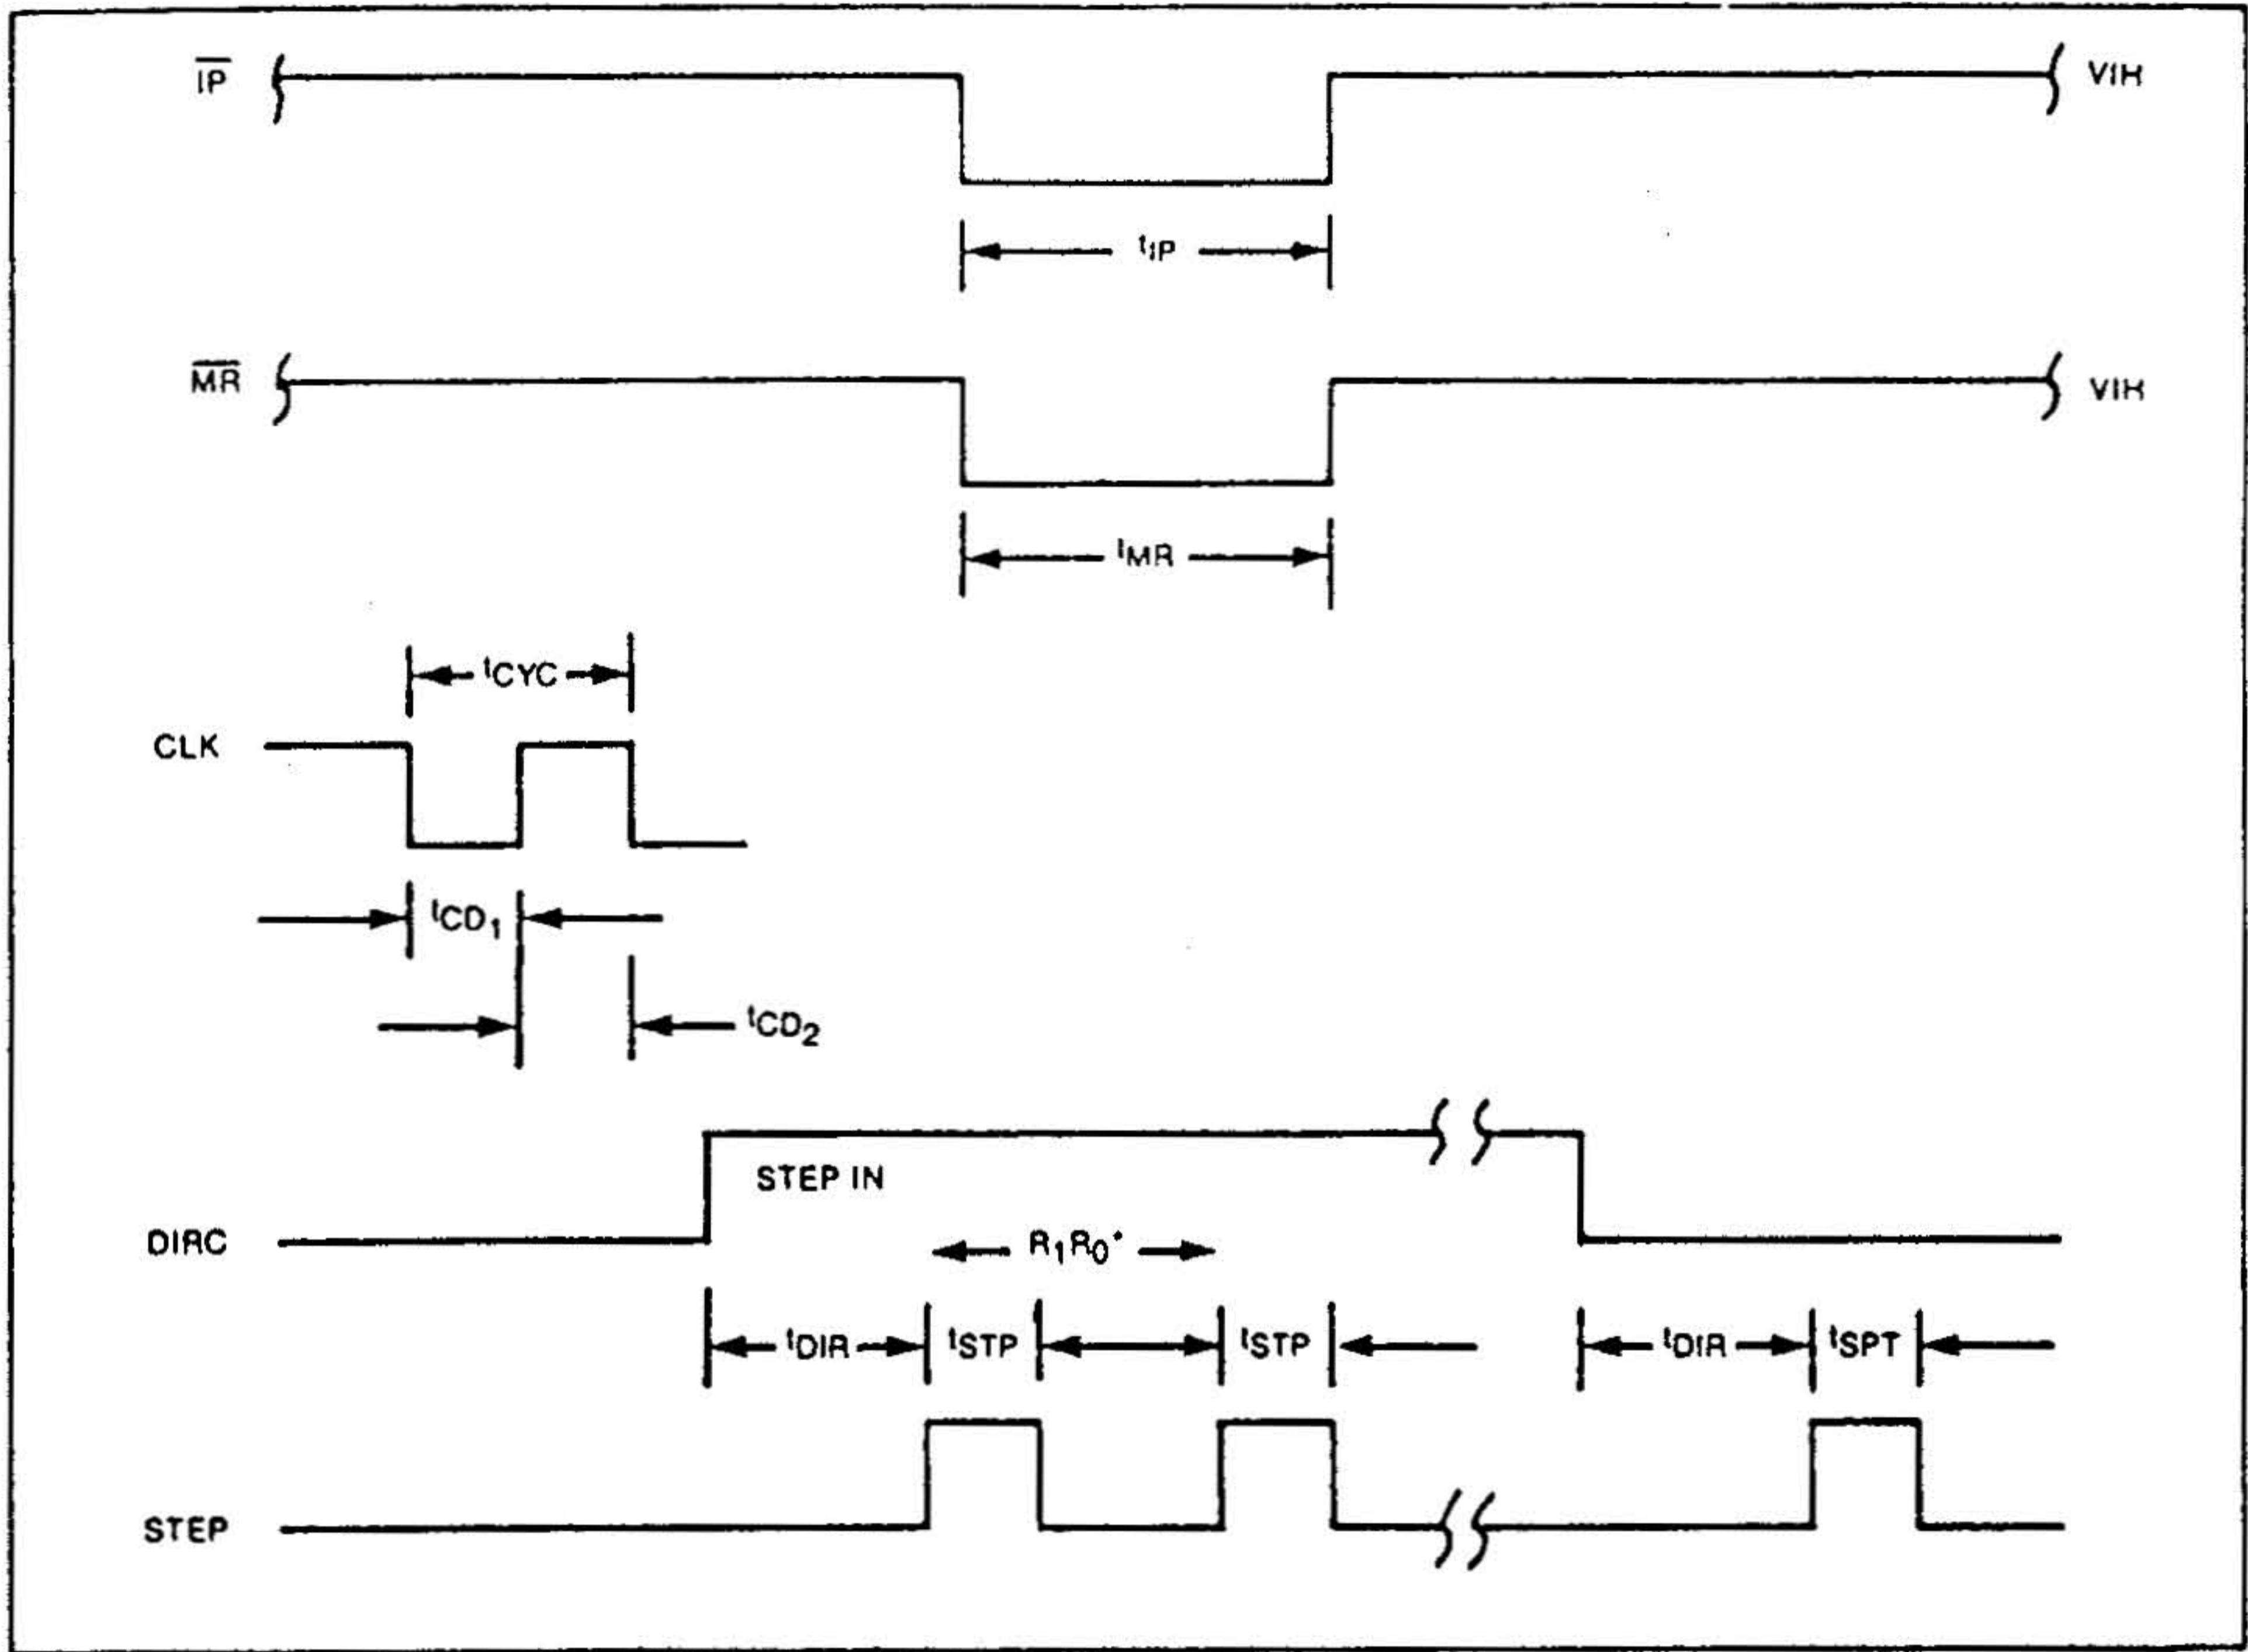 IP VIH
tIP
MR VIH
tMR
tCYC
CLK
tCD1
tCD2
STEP IN
DIRC
R1R0*
tDIR tSTP tSTP tDIR tSPT
STEP